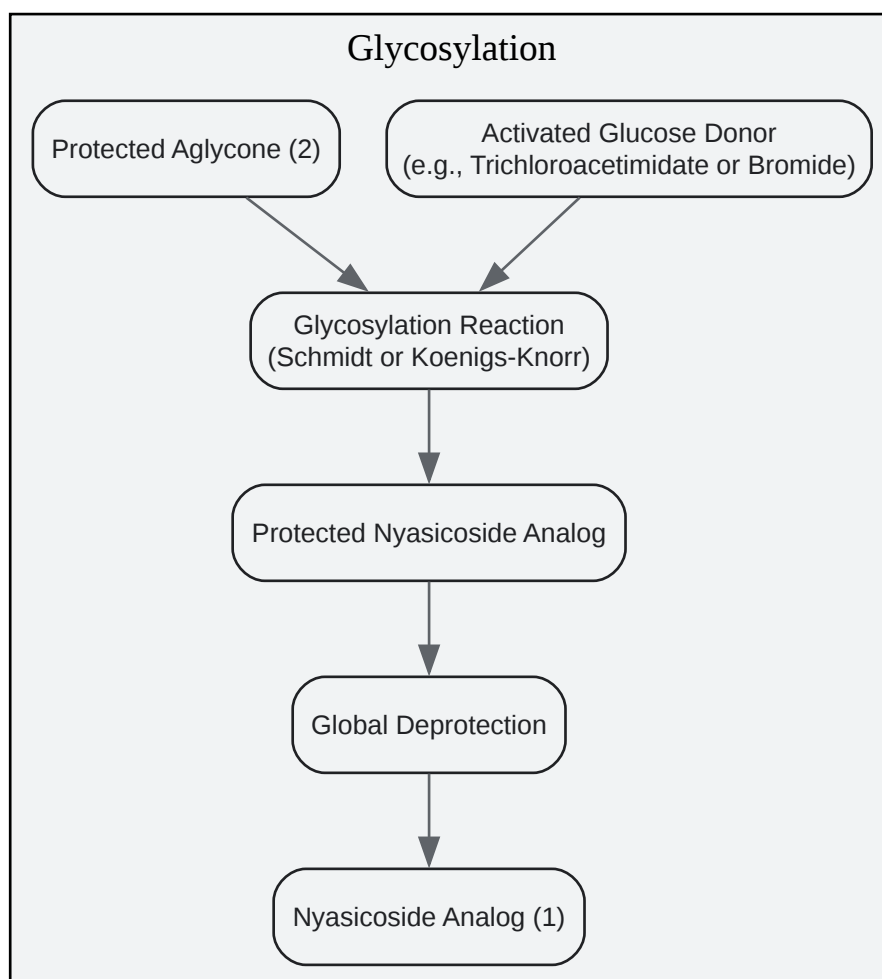 Glycosylation
Protected Aglycone (2)
Activated Glucose Donor
(e.g., Trichloroacetimidate or Bromide)
Glycosylation Reaction
(Schmidt or Koenigs-Knorr)
Protected Nyasicoside Analog
Global Deprotection
Nyasicoside Analog (1)